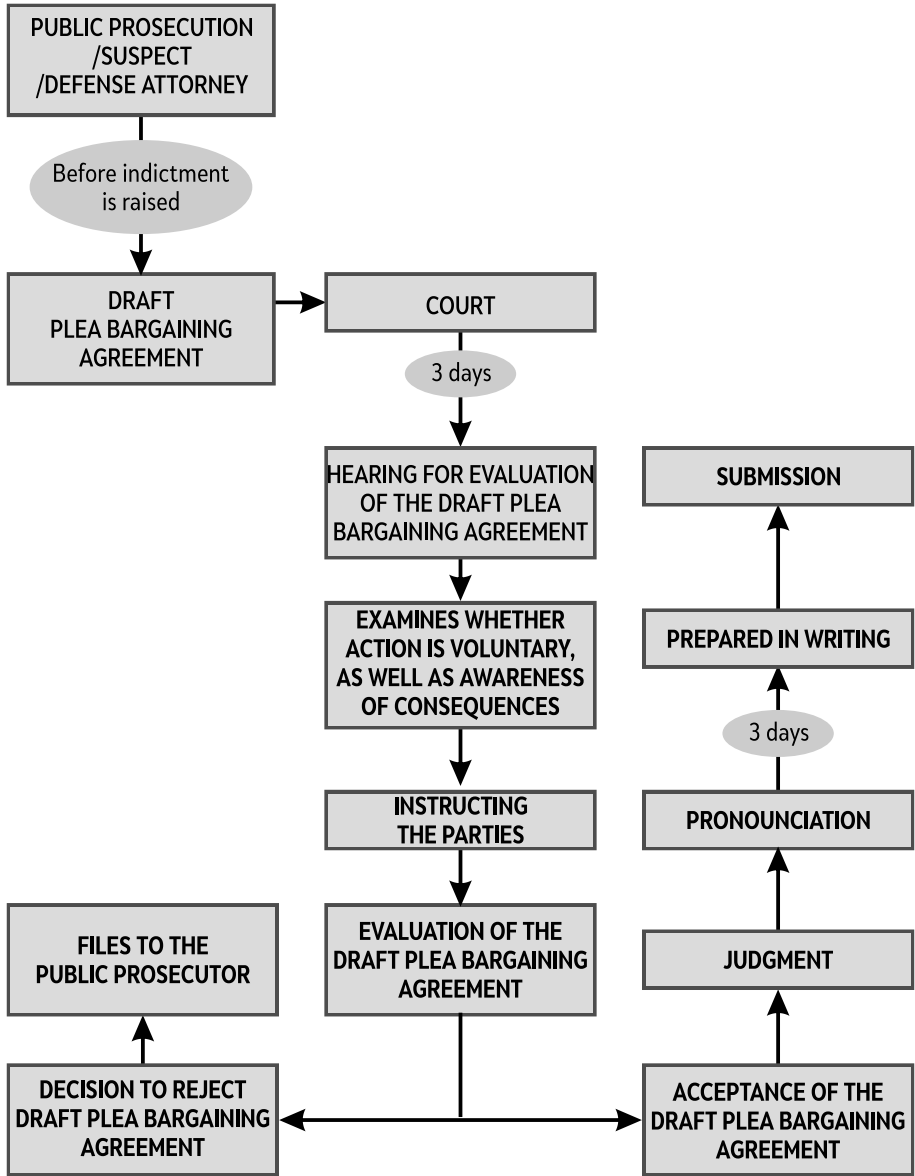 PUBLIC PROSECUTION
/SUSPECT
/DEFENSE ATTORNEY
Before indictment
is raised
DRAFT
PLEA BARGAINING
AGREEMENT
COURT
3 days
HEARING FOR EVALUATION
OF THE DRAFT PLEA
BARGAINING AGREEMENT
EXAMINES WHETHER
ACTION IS VOLUNTARY,
AS WELL AS AWARENESS
OF CONSEQUENCES
INSTRUCTING
THE PARTIES
EVALUATION OF THE
DRAFT PLEA BARGAINING
AGREEMENT
DECISION TO REJECT
DRAFT PLEA BARGAINING
AGREEMENT
FILES TO THE
PUBLIC PROSECUTOR
ACCEPTANCE OF THE
DRAFT PLEA BARGAINING
AGREEMENT
JUDGMENT
PRONOUNCIATION
3 days
PREPARED IN WRITING
SUBMISSION